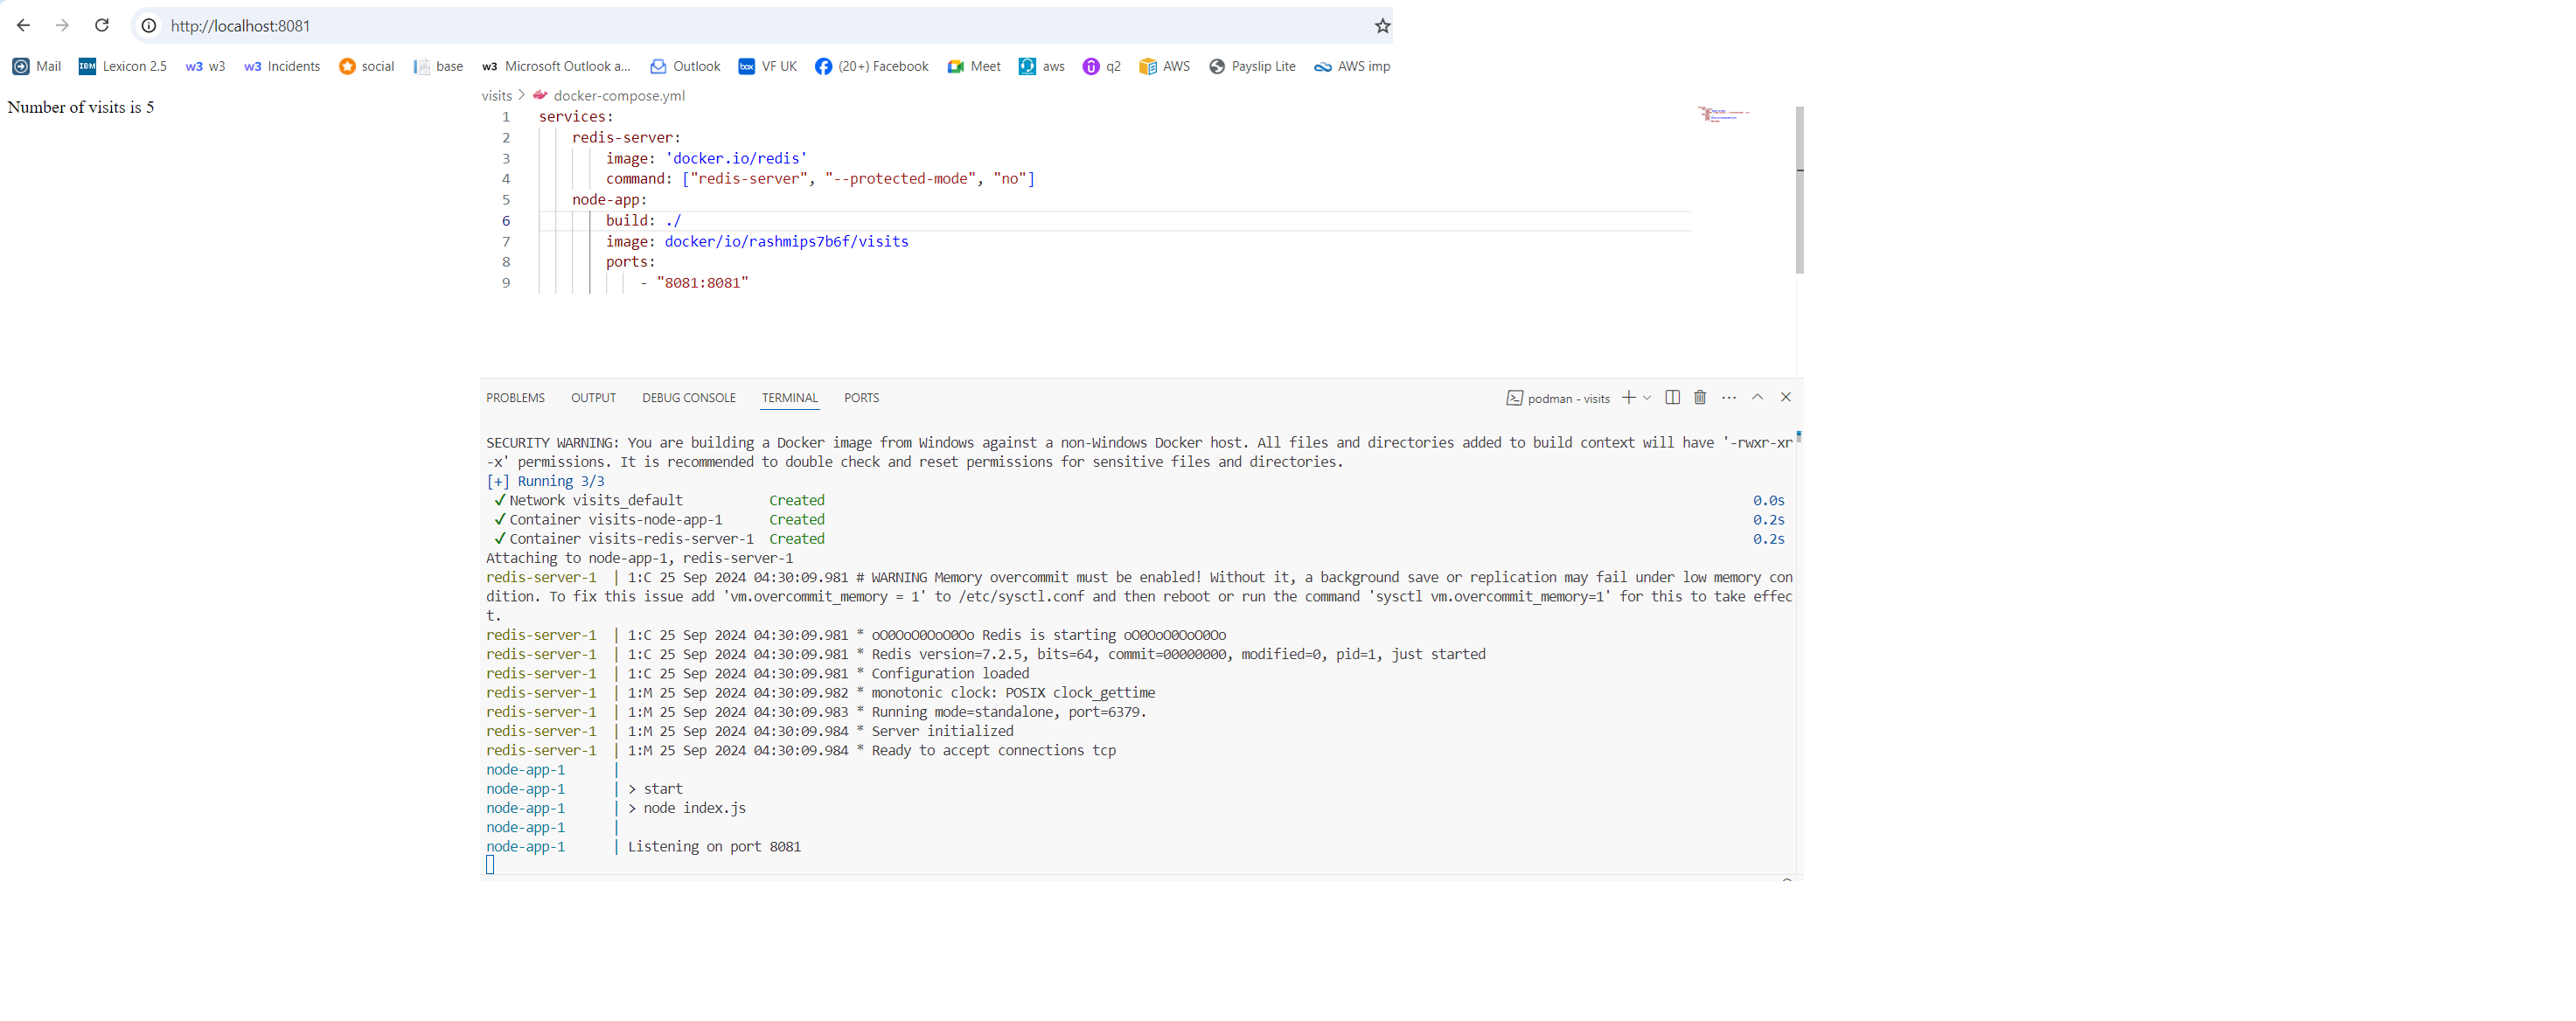 http://localhost:8081
Mail IBM Lexicon 2.5 w3 w3 w3 Incidents social base w3 Microsoft Outlook a... Outlook box VF UK (20+) Facebook Meet aws q2 AWS Payslip Lite AWS imp
Number of visits is 5
visits > docker-compose.yml
1 services:
2 redis-server:
3 image: 'docker.io/redis'
4 command: ["redis-server", "--protected-mode", "no"]
5 node-app:
6 build: ./
7 image: docker/io/rashmips7b6f/visits
8 ports:
9 - "8081:8081"
PROBLEMS OUTPUT DEBUG CONSOLE TERMINAL PORTS podman - visits
SECURITY WARNING: You are building a Docker image from Windows against a non-Windows Docker host. All files and directories added to build context will have '-rwxr-xr
-x' permissions. It is recommended to double check and reset permissions for sensitive files and directories.
[+] Running 3/3
✓ Network visits_default Created 0.0s
✓ Container visits-node-app-1 Created 0.2s
✓ Container visits-redis-server-1 Created 0.2s
Attaching to node-app-1, redis-server-1
redis-server-1 | 1:C 25 Sep 2024 04:30:09.981 # WARNING Memory overcommit must be enabled! Without it, a background save or replication may fail under low memory con
dition. To fix this issue add 'vm.overcommit_memory = 1' to /etc/sysctl.conf and then reboot or run the command 'sysctl vm.overcommit_memory=1' for this to take effec
t.
redis-server-1 | 1:C 25 Sep 2024 04:30:09.981 * oO0OoO0OoO0Oo Redis is starting oO0OoO0OoO0Oo
redis-server-1 | 1:C 25 Sep 2024 04:30:09.981 * Redis version=7.2.5, bits=64, commit=00000000, modified=0, pid=1, just started
redis-server-1 | 1:C 25 Sep 2024 04:30:09.981 * Configuration loaded
redis-server-1 | 1:M 25 Sep 2024 04:30:09.982 * monotonic clock: POSIX clock_gettime
redis-server-1 | 1:M 25 Sep 2024 04:30:09.983 * Running mode=standalone, port=6379.
redis-server-1 | 1:M 25 Sep 2024 04:30:09.984 * Server initialized
redis-server-1 | 1:M 25 Sep 2024 04:30:09.984 * Ready to accept connections tcp
node-app-1 |
node-app-1 | > start
node-app-1 | > node index.js
node-app-1 |
node-app-1 | Listening on port 8081